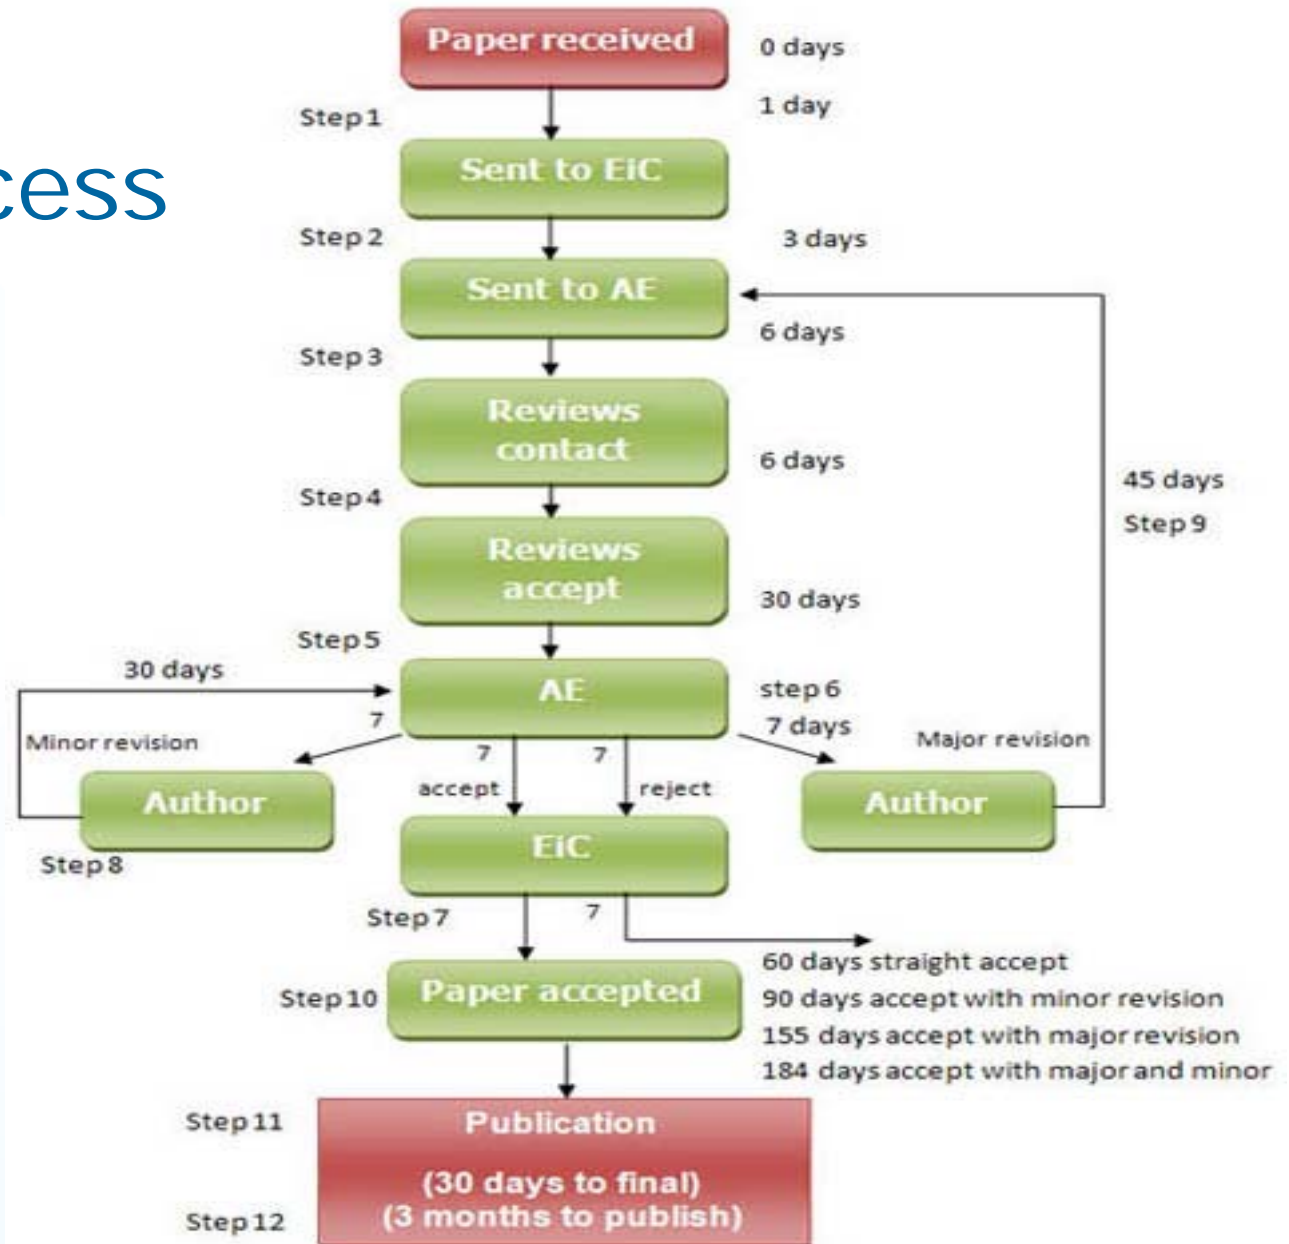 Paper received
0 days
Step 1
1 day
Sent to EiC
cess
Step 2
3 days
Sent to AE
6 days
Step 3
Reviews
contact
6 days
45 days
Step 4
Step 9
Reviews
accept
30 days
Step 5
30 days
AE
step 6
7
7 days
Minor revision
7
7
Major revision
accept
reject
Author
Author
EiC
Step 8
Step 7
7
60 days straight accept
Step 10
Paper accepted
90 days accept with minor revision
155 days accept with major revision
184 days accept with major and minor
Step 11
Publication
(30 days to final)
Step 12
(3 months to publish)